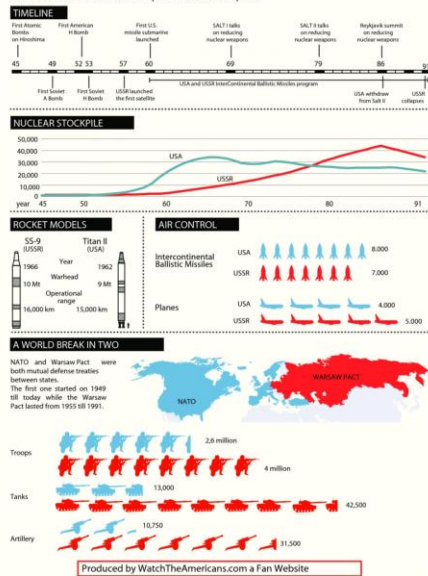 TIMELINE
First Atomic
Bombo
on Hiroshima
First American
H Bomb
First U.S.
missile submarine
launched
SALT I talks
on reducing
nuclear weapons
SALT II talks
on reducing
nuclear weapons
Reykjavik summit
on reducing
nuclear weapons
45 49 52 53 57 60 69 79 86 91
First Soviet
A Bomb
First Soviet
H Bomb
USSR launched
the first satellite
USA and USSR InterContinental Ballistic Missiles program
USA withdraw
from Salt II
USSR
collapses
NUCLEAR STOCKPILE
50,000
40,000
30,000
20,000
10,000
0
USA
USSR
year 45 50 60 70 80 91
ROCKET MODELS
SS-9
(USSR)
Titan II
(USA)
Year
1966 1962
Warhead
10 Mt 9 Mt
Operational
range
16,000 km 15,000 km
AIR CONTROL
Intercontinental
Ballistic Missiles
USA 8.000
USSR 7.000
Planes
USA 4.000
USSR 5.000
A WORLD BREAK IN TWO
NATO and Warsaw Pact were
both mutual defense treaties
between states.
The first one started on 1949
till today while the Warsaw
Pact lasted from 1955 till 1991.
NATO
WARSAW PACT
Troops
2,6 million
4 million
Tanks
13,000
42,500
Artillery
10,750
31,500
Produced by WatchTheAmericans.com a Fan Website